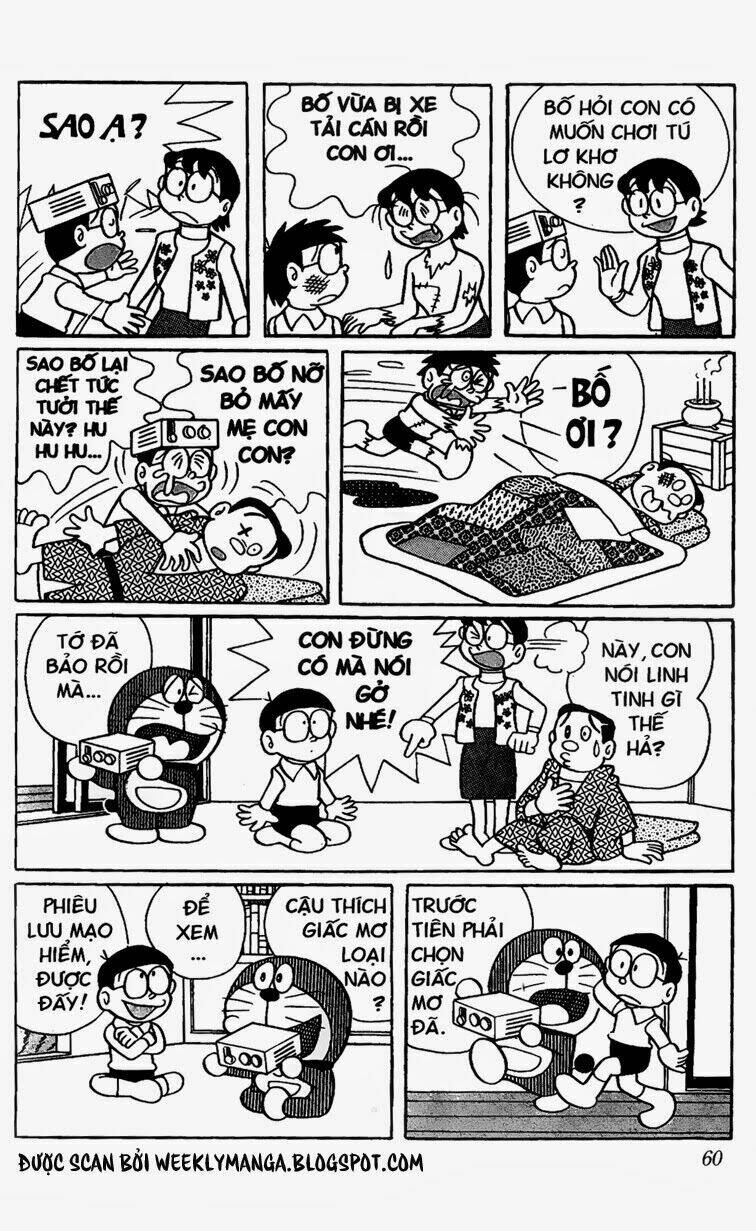 BỐ HỎI CON CÓ
MUỐN CHƠI TÚ
LƠ KHƠ
KHÔNG
?
BỐ VỪA BỊ XE
TẢI CÁN RỒI
CON ƠI...
SAO Ạ?
BỐ
ƠI?
SAO BỐ NỠ
BỎ MẤY
MẸ CON
CON?
SAO BỐ LẠI
CHẾT TỨC
TƯỞI THẾ
NÀY? HU
HU HU...
NÀY, CON
NÓI LINH
TINH GÌ
THẾ
HẢ?
CON ĐỪNG
CÓ MÀ NÓI
GỞ
NHÉ!
TỚ ĐÃ
BẢO RỒI
MÀ...
TRƯỚC
TIÊN PHẢI
CHỌN
GIẤC
MƠ
ĐÃ.
CẬU THÍCH
GIẤC MƠ
LOẠI
NÀO
?
ĐỂ
XEM
...
PHIÊU
LƯU MẠO
HIỂM,
ĐƯỢC
ĐẤY!
ĐƯỢC SCAN BỞI WEEKLYMANGA.BLOGSPOT.COM
60